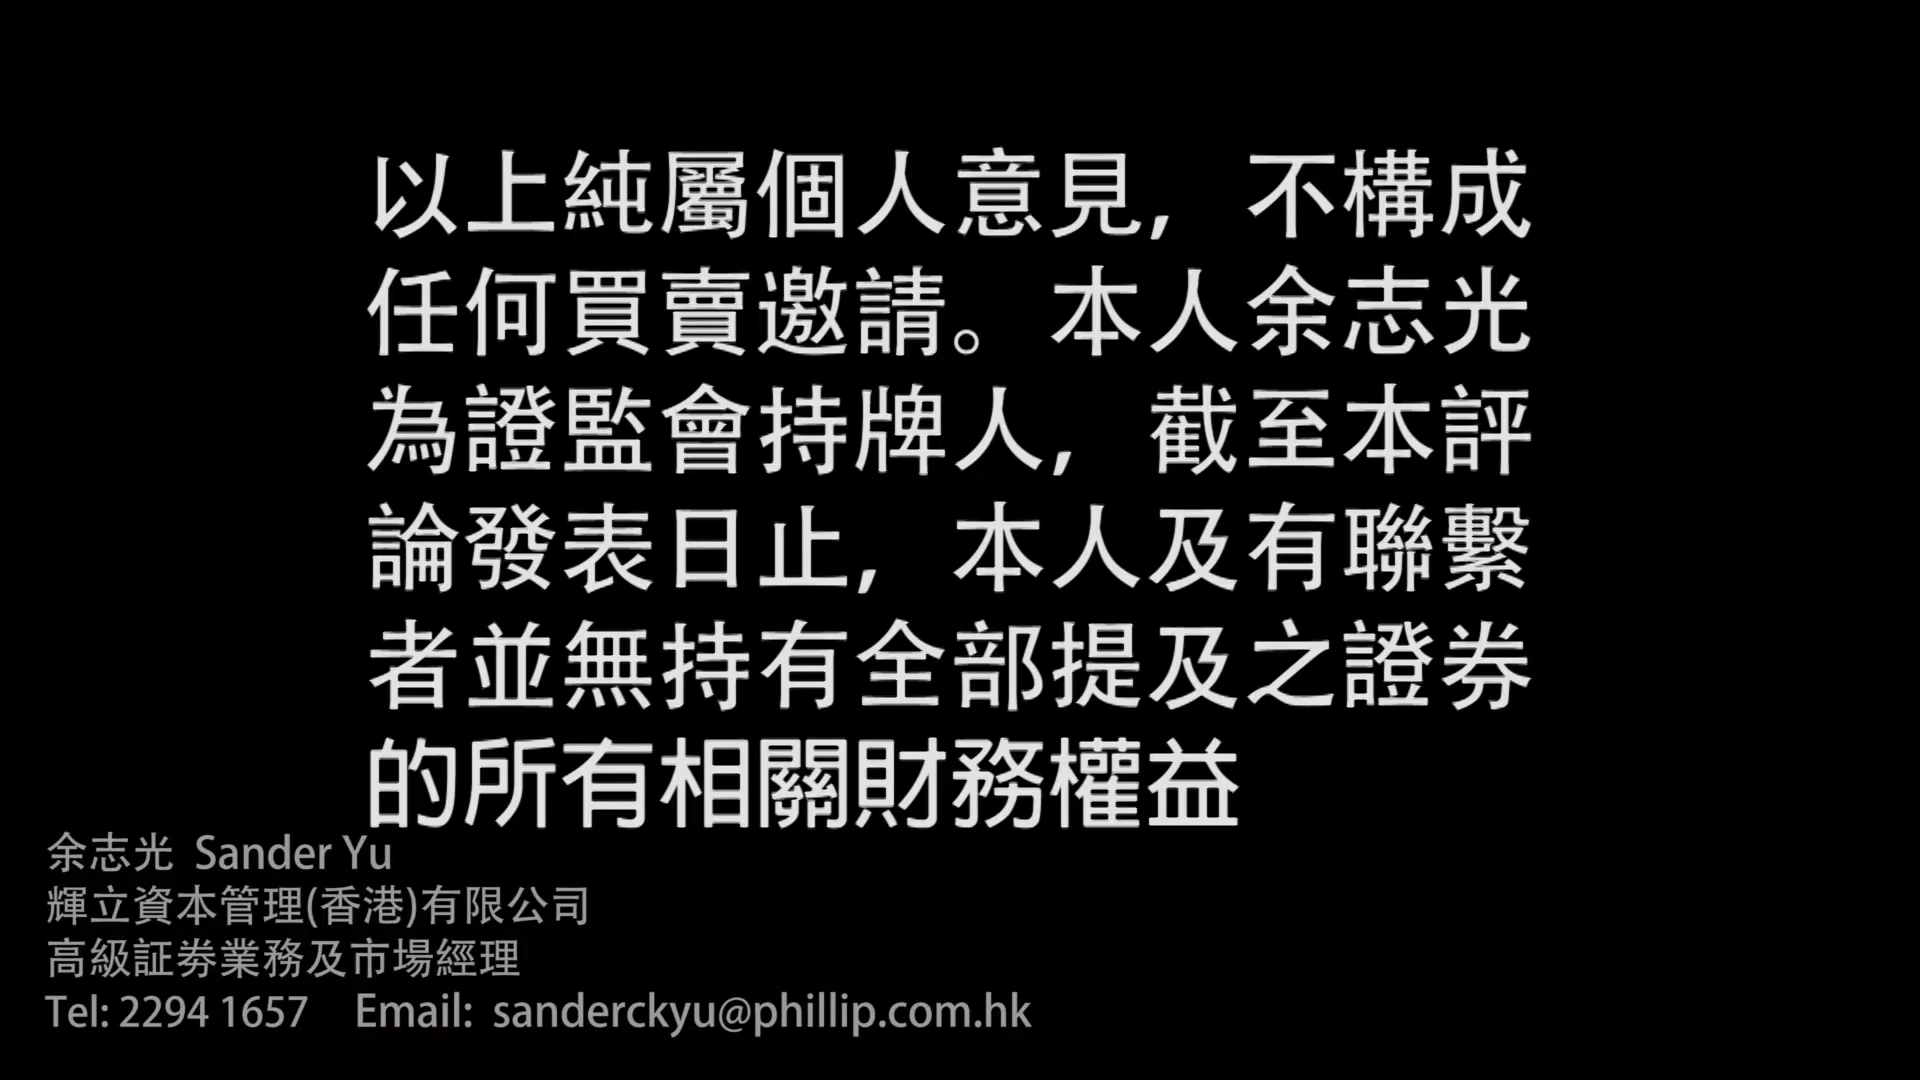 以上純屬個人意見，不構成
任何買賣邀請。本人余志光
為證監會持牌人，截至本評
論發表日止，本人及有聯繫
者並無持有全部提及之證券
的所有相關財務權益
余志光 Sander Yu
輝立資本管理(香港)有限公司
高級証券業務及市場經理
Tel: 2294 1657 Email: sanderckyu@phillip.com.hk